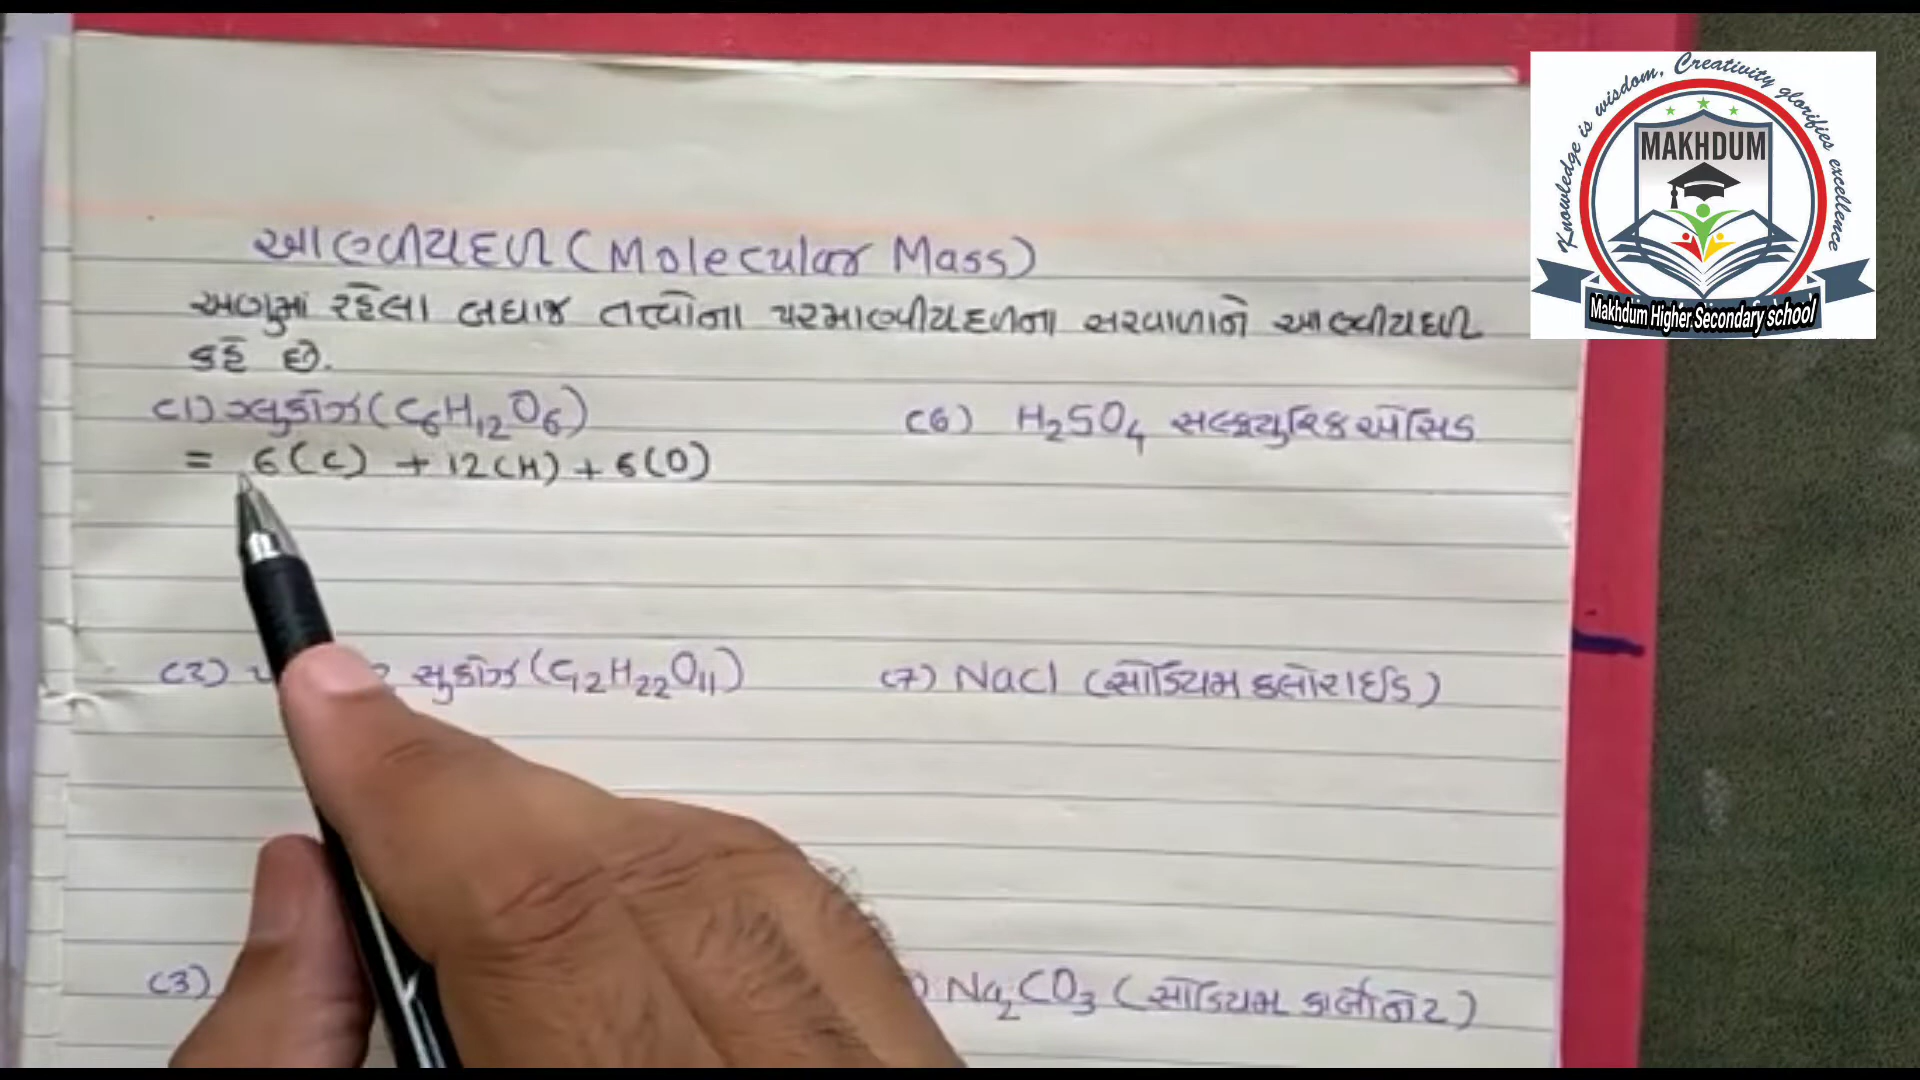 આણ્વીયદળ (Molecular Mass)
અણુમાં રહેલા બધાજ તત્વોના પરમાણ્વીયદળના સરવાળાને આણ્વીયદળ
કહે છે.
(1) ગ્લુકોઝ (C₆H₁₂O₆)
= 6(C) + 12(H) + 6(O)
(2) સુક્રોઝ (C₁₂H₂₂O₁₁)
(3)
(6) H₂SO₄ સલ્ફ્યુરિક એસિડ
(7) NaCl (સોડિયમ ક્લોરાઈડ)
) Na₂CO₃ (સોડિયમ કાર્બોનેટ)
Knowledge is wisdom, Creativity glorifies excellence
MAKHDUM
Makhdum Higher Secondary school